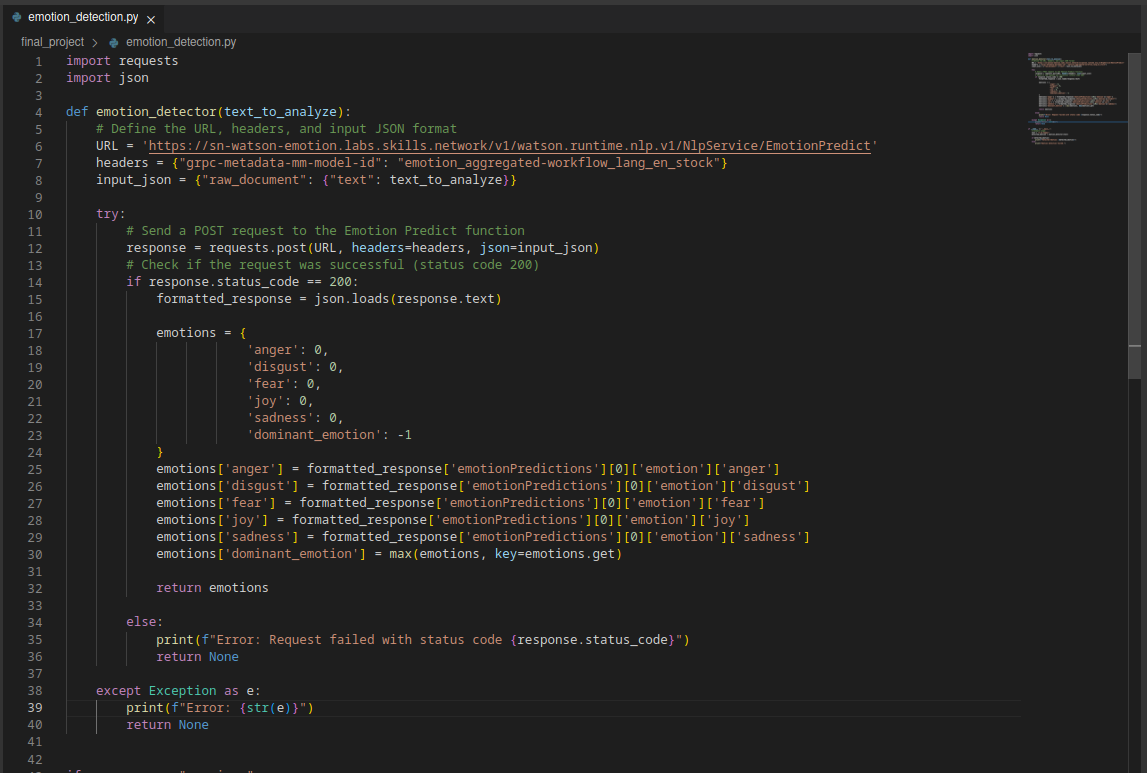 emotion_detection.py ×
final_project > emotion_detection.py
1 import requests
2 import json
3
4 def emotion_detector(text_to_analyze):
5 # Define the URL, headers, and input JSON format
6 URL = 'https://sn-watson-emotion.labs.skills.network/v1/watson.runtime.nlp.v1/NlpService/EmotionPredict'
7 headers = {"grpc-metadata-mm-model-id": "emotion_aggregated-workflow_lang_en_stock"}
8 input_json = {"raw_document": {"text": text_to_analyze}}
9
10 try:
11 # Send a POST request to the Emotion Predict function
12 response = requests.post(URL, headers=headers, json=input_json)
13 # Check if the request was successful (status code 200)
14 if response.status_code == 200:
15 formatted_response = json.loads(response.text)
16
17 emotions = {
18 'anger': 0,
19 'disgust': 0,
20 'fear': 0,
21 'joy': 0,
22 'sadness': 0,
23 'dominant_emotion': -1
24 }
25 emotions['anger'] = formatted_response['emotionPredictions'][0]['emotion']['anger']
26 emotions['disgust'] = formatted_response['emotionPredictions'][0]['emotion']['disgust']
27 emotions['fear'] = formatted_response['emotionPredictions'][0]['emotion']['fear']
28 emotions['joy'] = formatted_response['emotionPredictions'][0]['emotion']['joy']
29 emotions['sadness'] = formatted_response['emotionPredictions'][0]['emotion']['sadness']
30 emotions['dominant_emotion'] = max(emotions, key=emotions.get)
31
32 return emotions
33
34 else:
35 print(f"Error: Request failed with status code {response.status_code}")
36 return None
37
38 except Exception as e:
39 print(f"Error: {str(e)}")
40 return None
41
42